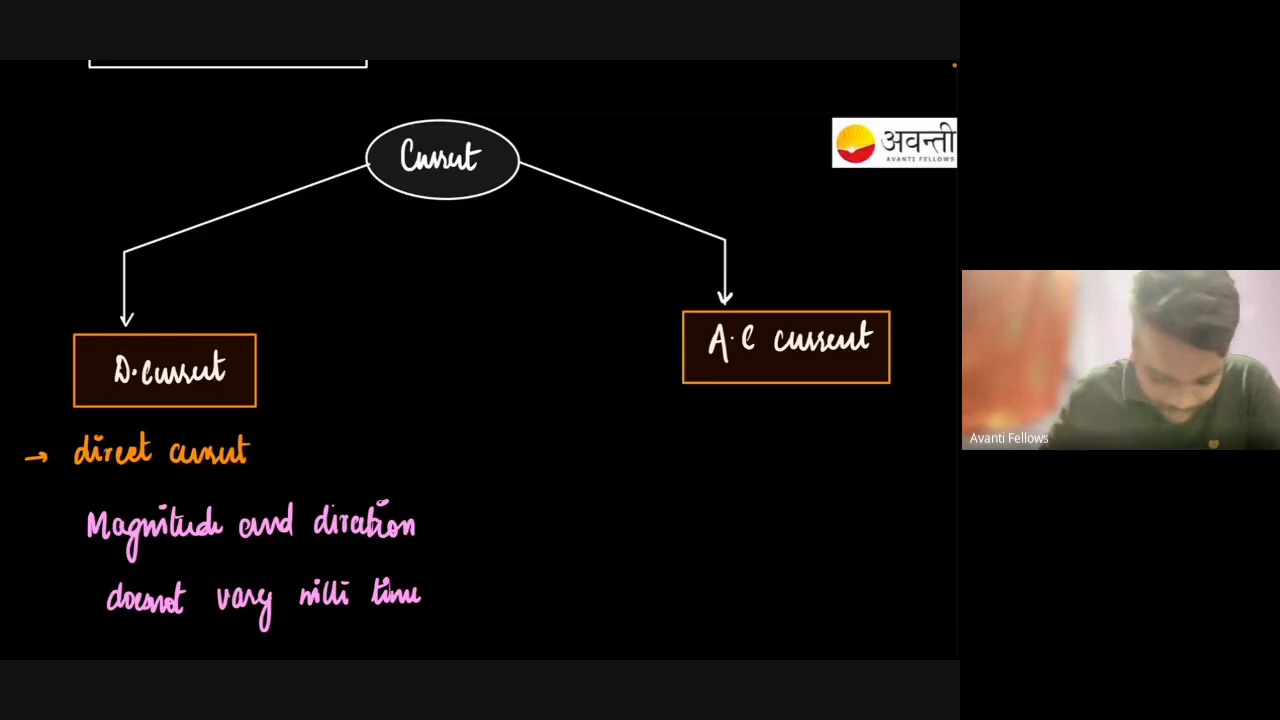 Current
अवन्ती
AVANTI FELLOWS
D.current
A.C current
→ direct current
Magnitude and direction
doesnot vary with time
Avanti Fellows